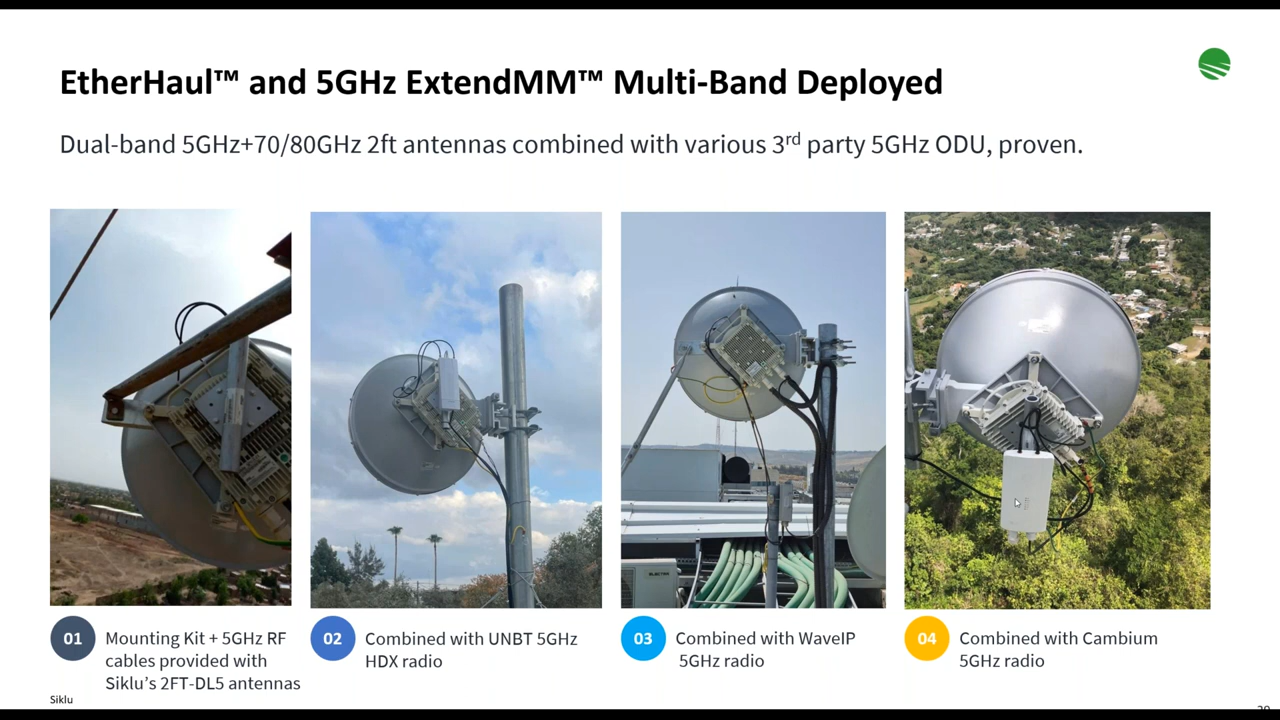 EtherHaul™ and 5GHz ExtendMM™ Multi-Band Deployed
Dual-band 5GHz+70/80GHz 2ft antennas combined with various 3rd party 5GHz ODU, proven.
ELECTRA
01
Mounting Kit + 5GHz RF
cables provided with
Siklu’s 2FT-DL5 antennas
02
Combined with UNBT 5GHz
HDX radio
03
Combined with WaveIP
5GHz radio
04
Combined with Cambium
5GHz radio
Siklu